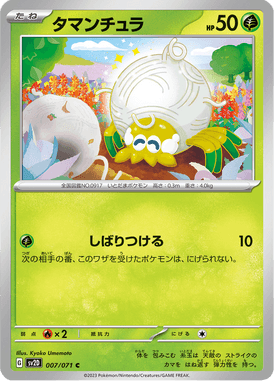 たね
タマンチュラ
HP 50
全国図鑑NO.0917 いとだまポケモン 高さ：0.3m 重さ：4.0kg
しばりつける 10
次の相手の番、このワザを受けたポケモンは、にげられない。
弱点 ×2 抵抗力 にげる
illus. Kyoko Umemoto
G SV2D 007/071 C
体を 包みこむ 糸玉は 天敵の ストライクの
カマを はね返す 弾力性を 持つ。
©2023 Pokémon/Nintendo/Creatures/GAME FREAK.